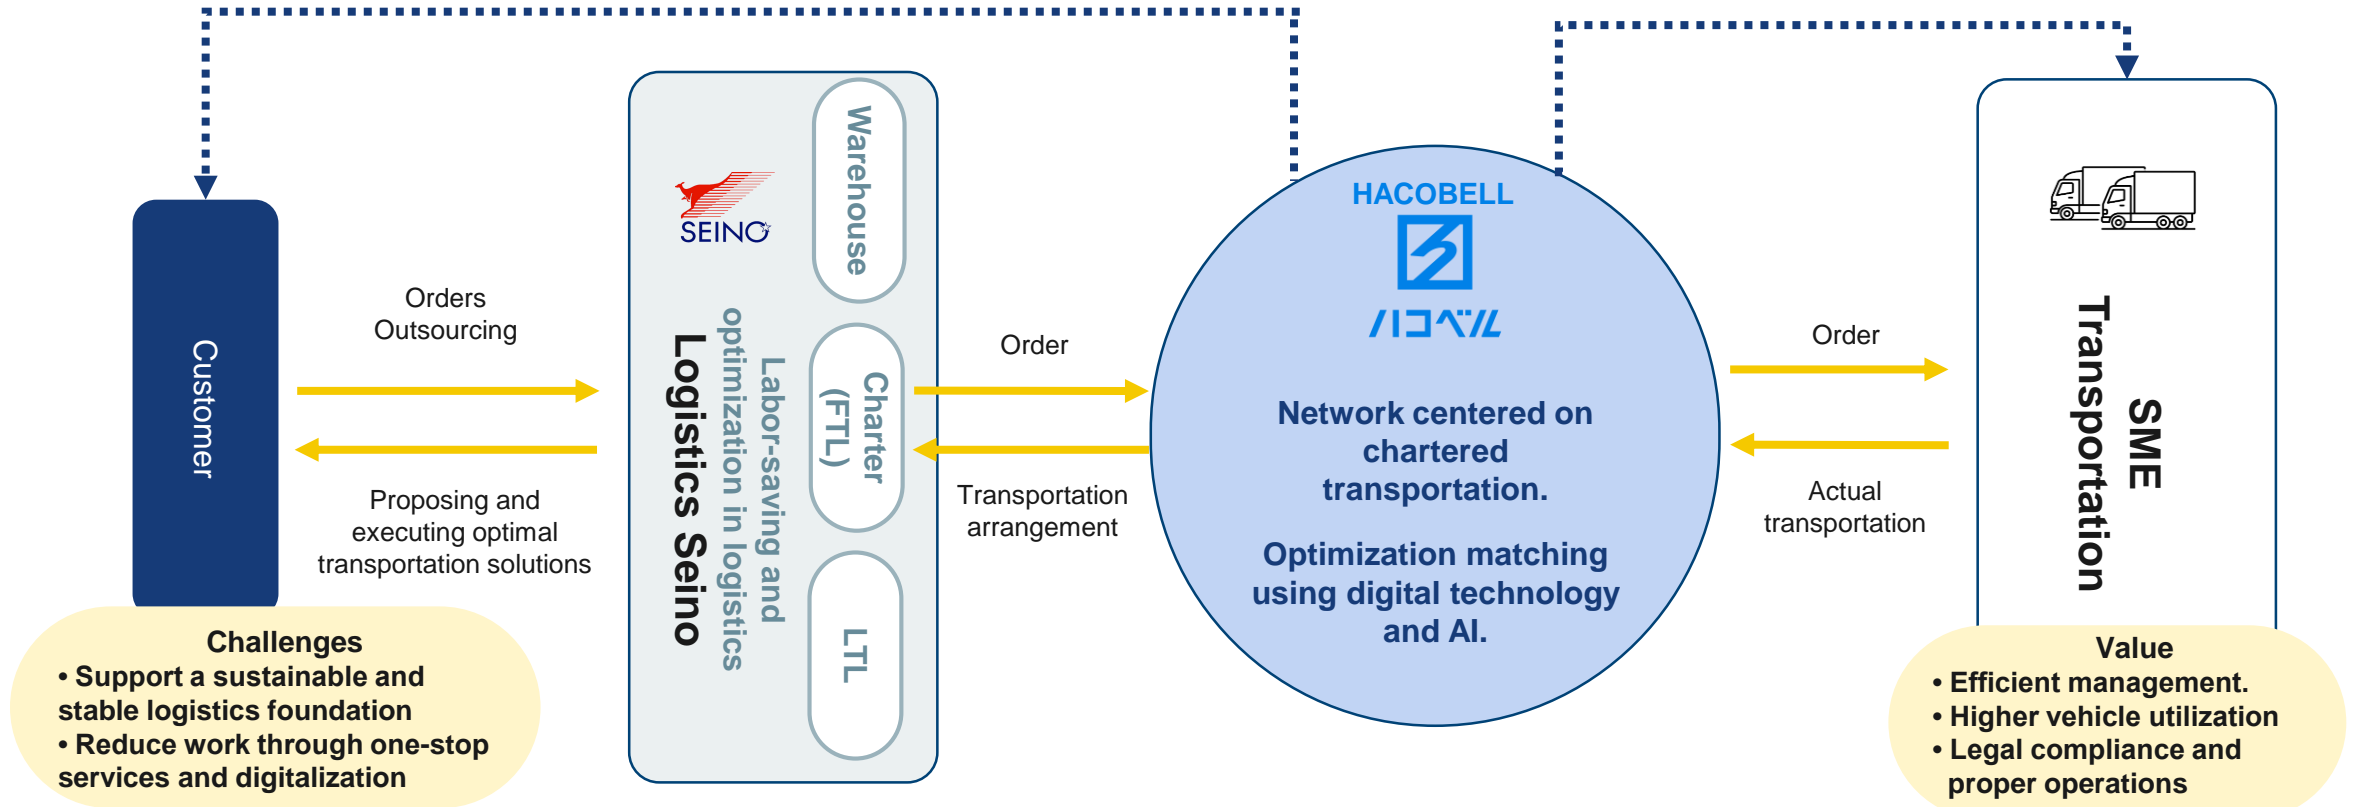 Customer
Orders
Outsourcing
Proposing and
executing optimal
transportation solutions
Challenges
• Support a sustainable and
stable logistics foundation
• Reduce work through one-stop
services and digitalization
SEINO
Logistics Seino
Labor-saving and
optimization in logistics
Warehouse
Charter
(FTL)
LTL
Order
Transportation
arrangement
HACOBELL
ハコベル
Network centered on
chartered
transportation.
Optimization matching
using digital technology
and AI.
Order
Actual
transportation
SME
Transportation
Value
• Efficient management.
• Higher vehicle utilization
• Legal compliance and
proper operations